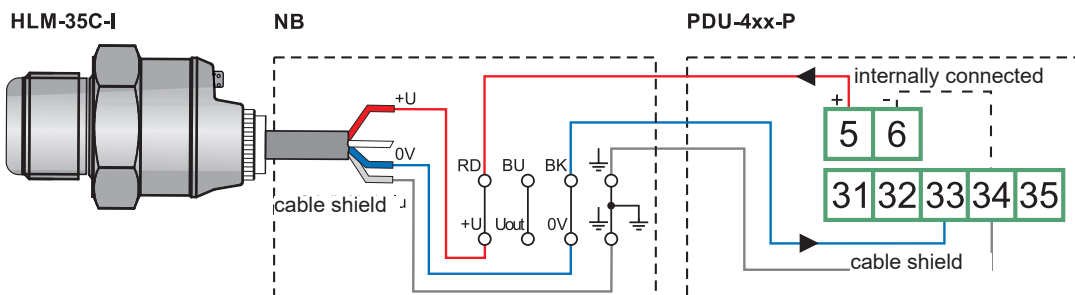 HLM-35C-I
NB
PDU-4xx-P
internally connected
+U
+ -
5 6
0V
RD BU BK
31 32 33 34 35
cable shield
+U Uout 0V
cable shield